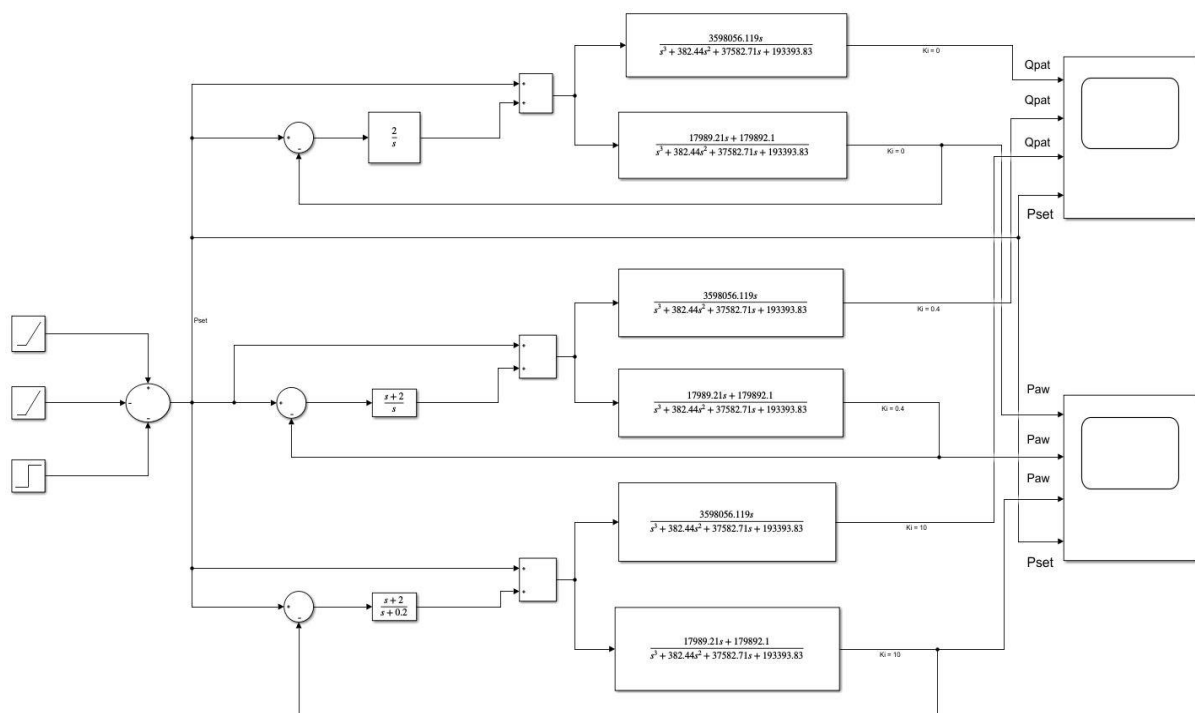 3598056.119s
s³ + 382.44s² + 37582.71s + 193393.83
Ki = 0
Qpat
Qpat
+
+
2
s
+
-
17989.21s + 179892.1
s³ + 382.44s² + 37582.71s + 193393.83
Ki = 0
Qpat
Pset
3598056.119s
s³ + 382.44s² + 37582.71s + 193393.83
Ki = 0.4
Pset
+
-
-
+
+
+
-
s + 2
s
17989.21s + 179892.1
s³ + 382.44s² + 37582.71s + 193393.83
Ki = 0.4
Paw
Paw
Paw
Pset
3598056.119s
s³ + 382.44s² + 37582.71s + 193393.83
Ki = 10
+
+
+
-
s + 2
s + 0.2
17989.21s + 179892.1
s³ + 382.44s² + 37582.71s + 193393.83
Ki = 10